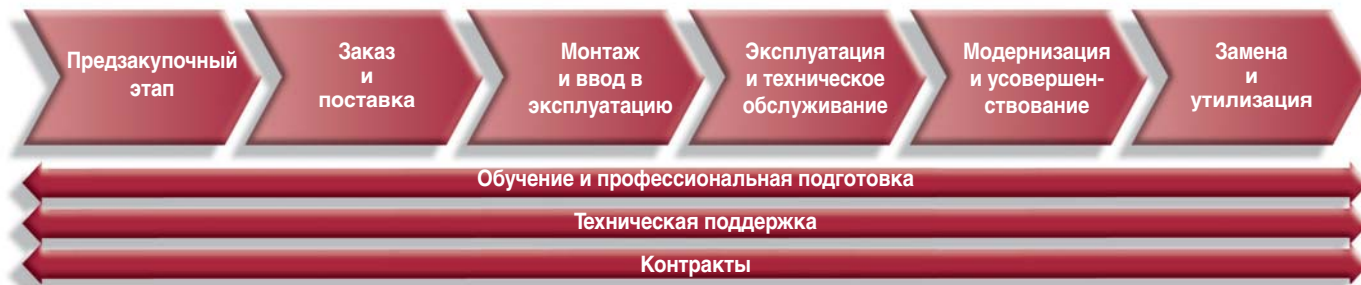 Предзакупочный
этап
Заказ
и
поставка
Монтаж
и ввод в
эксплуатацию
Эксплуатация
и техническое
обслуживание
Модернизация
и усовершен-
ствование
Замена
и
утилизация
Обучение и профессиональная подготовка
Техническая поддержка
Контракты